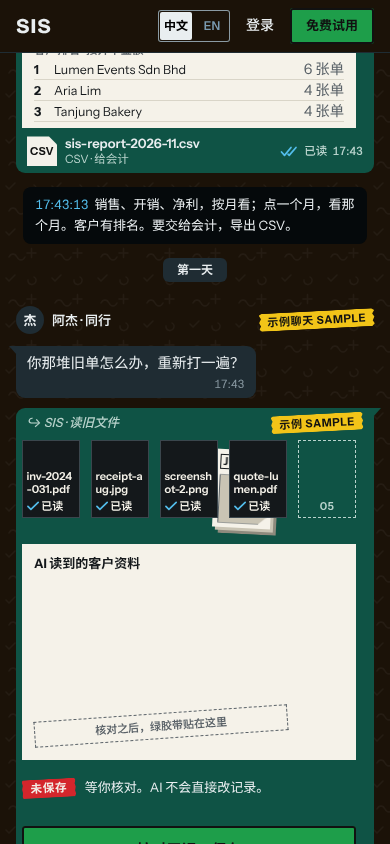 SIS
中文
EN
登录
免费试用
1 Lumen Events Sdn Bhd 6 张单
2 Aria Lim 4 张单
3 Tanjung Bakery 4 张单
CSV
sis-report-2026-11.csv
CSV · 给会计
已读 17:43
17:43:13 销售、开销、净利，按月看；点一个月，看那
个月。客户有排名。要交给会计，导出 CSV。
第一天
杰
阿杰 · 同行
示例聊天 SAMPLE
你那堆旧单怎么办，重新打一遍？
17:43
SIS · 读旧文件
示例 SAMPLE
inv-2024
-031.pdf
已读
receipt-a
ug.jpg
已读
screensh
ot-2.png
已读
quote-lu
men.pdf
已读
05
AI 读到的客户资料
核对之后，绿胶带贴在这里
未保存
等你核对。AI 不会直接改记录。